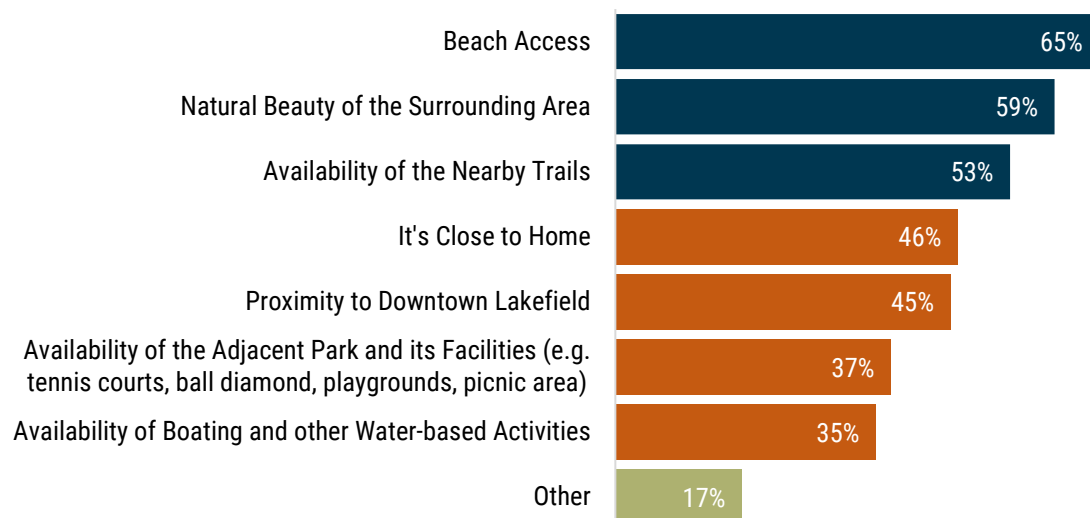 Beach Access 65%
Natural Beauty of the Surrounding Area 59%
Availability of the Nearby Trails 53%
It's Close to Home 46%
Proximity to Downtown Lakefield 45%
Availability of the Adjacent Park and its Facilities (e.g.
tennis courts, ball diamond, playgrounds, picnic area) 37%
Availability of Boating and other Water-based Activities 35%
Other 17%